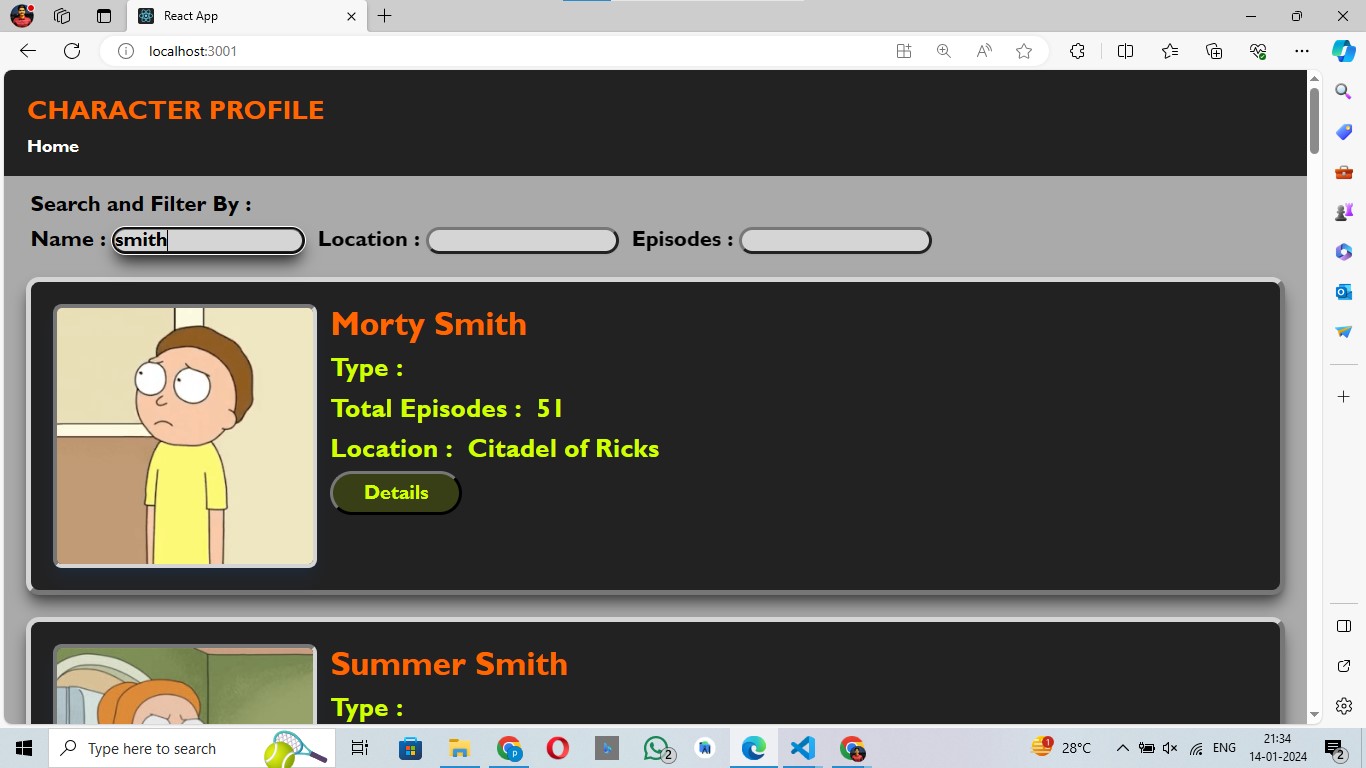 React App
localhost:3001
CHARACTER PROFILE
Home
Search and Filter By :
Name : smith Location : Episodes :
Morty Smith
Type :
Total Episodes : 51
Location : Citadel of Ricks
Details
Summer Smith
Type :
Type here to search
2
1
28°C
ENG
21:34
14-01-2024
2